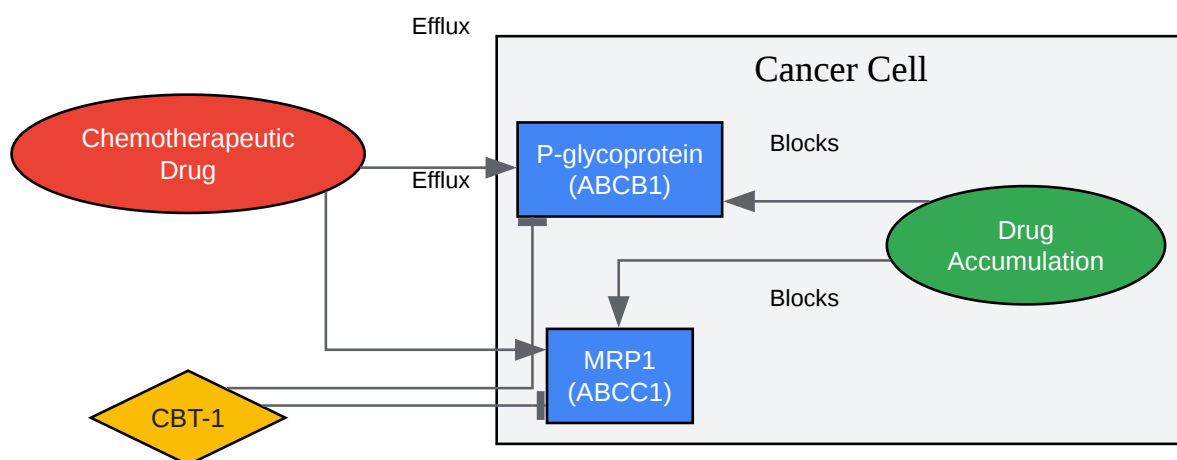 Efflux
Cancer Cell
Chemotherapeutic
Drug
Efflux
P-glycoprotein
(ABCB1)
Blocks
Drug
Accumulation
Blocks
MRP1
(ABCC1)
CBT-1